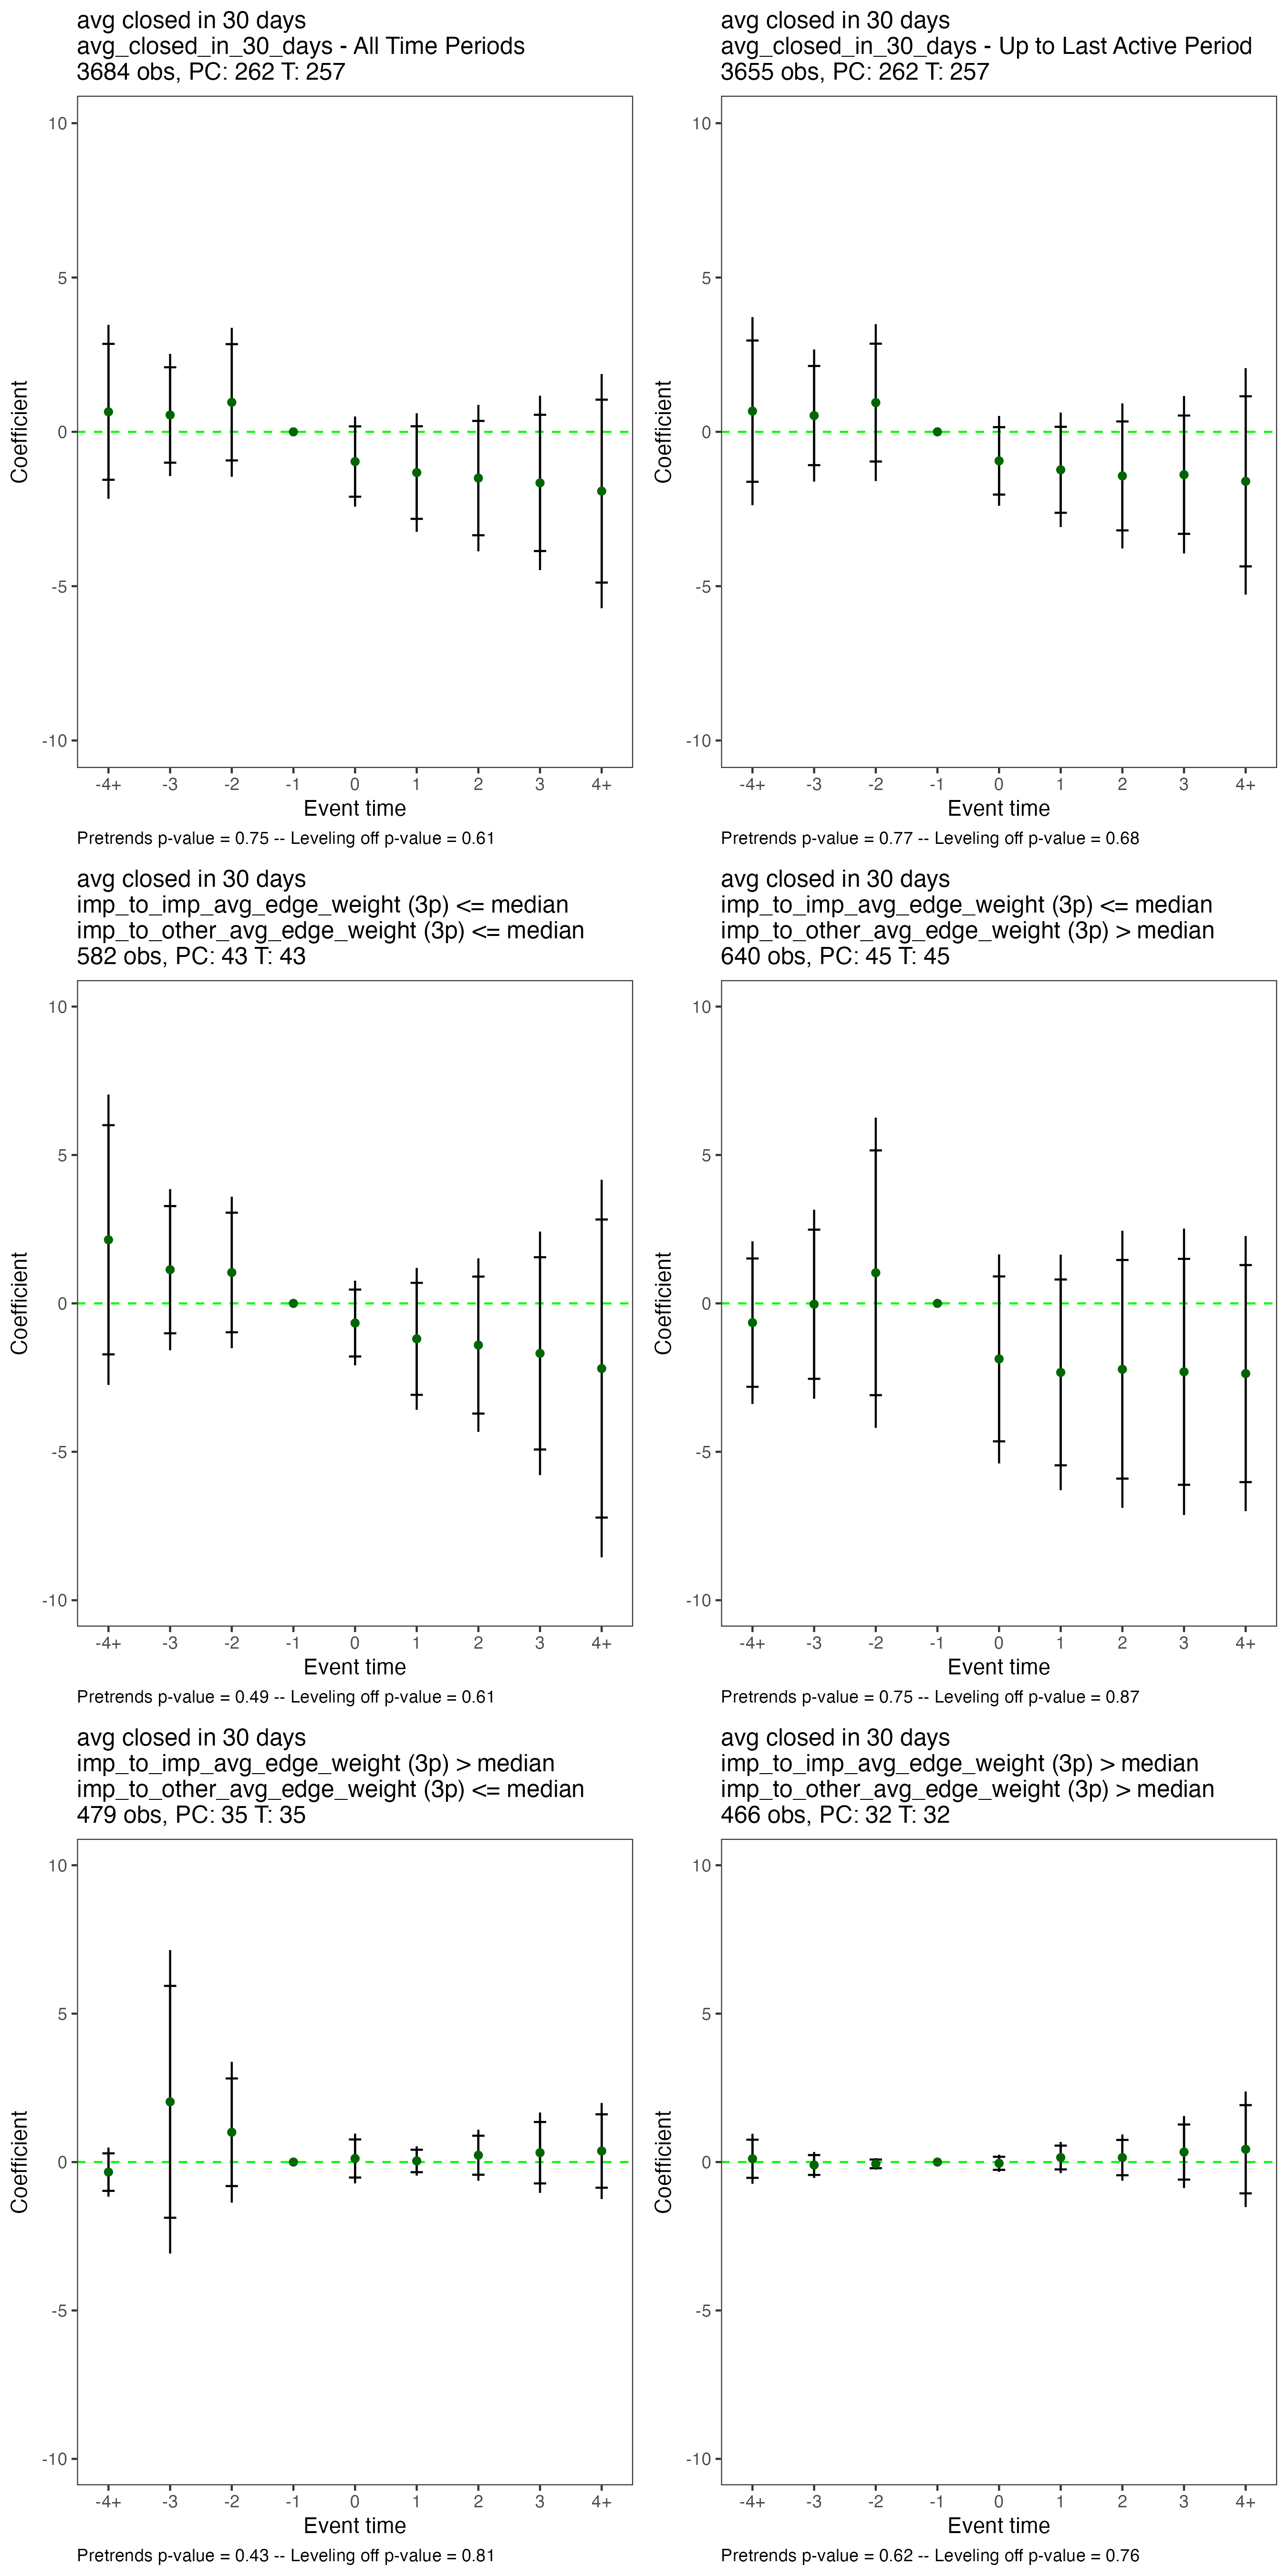 avg closed in 30 days
avg_closed_in_30_days - All Time Periods
3684 obs, PC: 262 T: 257
10
5
0
-5
-10
Coefficient
-4+ -3 -2 -1 0 1 2 3 4+
Event time
Pretrends p-value = 0.75 -- Leveling off p-value = 0.61
avg closed in 30 days
avg_closed_in_30_days - Up to Last Active Period
3655 obs, PC: 262 T: 257
10
5
0
-5
-10
Coefficient
-4+ -3 -2 -1 0 1 2 3 4+
Event time
Pretrends p-value = 0.77 -- Leveling off p-value = 0.68
avg closed in 30 days
imp_to_imp_avg_edge_weight (3p) <= median
imp_to_other_avg_edge_weight (3p) <= median
582 obs, PC: 43 T: 43
10
5
0
-5
-10
Coefficient
-4+ -3 -2 -1 0 1 2 3 4+
Event time
Pretrends p-value = 0.49 -- Leveling off p-value = 0.61
avg closed in 30 days
imp_to_imp_avg_edge_weight (3p) <= median
imp_to_other_avg_edge_weight (3p) > median
640 obs, PC: 45 T: 45
10
5
0
-5
-10
Coefficient
-4+ -3 -2 -1 0 1 2 3 4+
Event time
Pretrends p-value = 0.75 -- Leveling off p-value = 0.87
avg closed in 30 days
imp_to_imp_avg_edge_weight (3p) > median
imp_to_other_avg_edge_weight (3p) <= median
479 obs, PC: 35 T: 35
10
5
0
-5
-10
Coefficient
-4+ -3 -2 -1 0 1 2 3 4+
Event time
Pretrends p-value = 0.43 -- Leveling off p-value = 0.81
avg closed in 30 days
imp_to_imp_avg_edge_weight (3p) > median
imp_to_other_avg_edge_weight (3p) > median
466 obs, PC: 32 T: 32
10
5
0
-5
-10
Coefficient
-4+ -3 -2 -1 0 1 2 3 4+
Event time
Pretrends p-value = 0.62 -- Leveling off p-value = 0.76